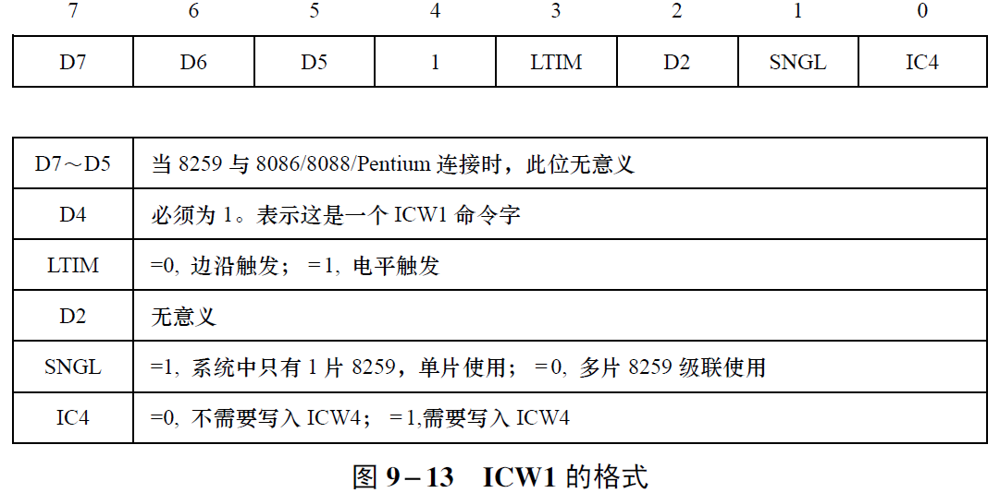 7 6 5 4 3 2 1 0
D7 D6 D5 1 LTIM D2 SNGL IC4
D7～D5 当 8259 与 8086/8088/Pentium 连接时，此位无意义
D4 必须为 1。表示这是一个 ICW1 命令字
LTIM =0, 边沿触发； =1, 电平触发
D2 无意义
SNGL =1, 系统中只有 1 片 8259，单片使用； =0, 多片 8259 级联使用
IC4 =0, 不需要写入 ICW4； =1,需要写入 ICW4
图 9－13 ICW1 的格式